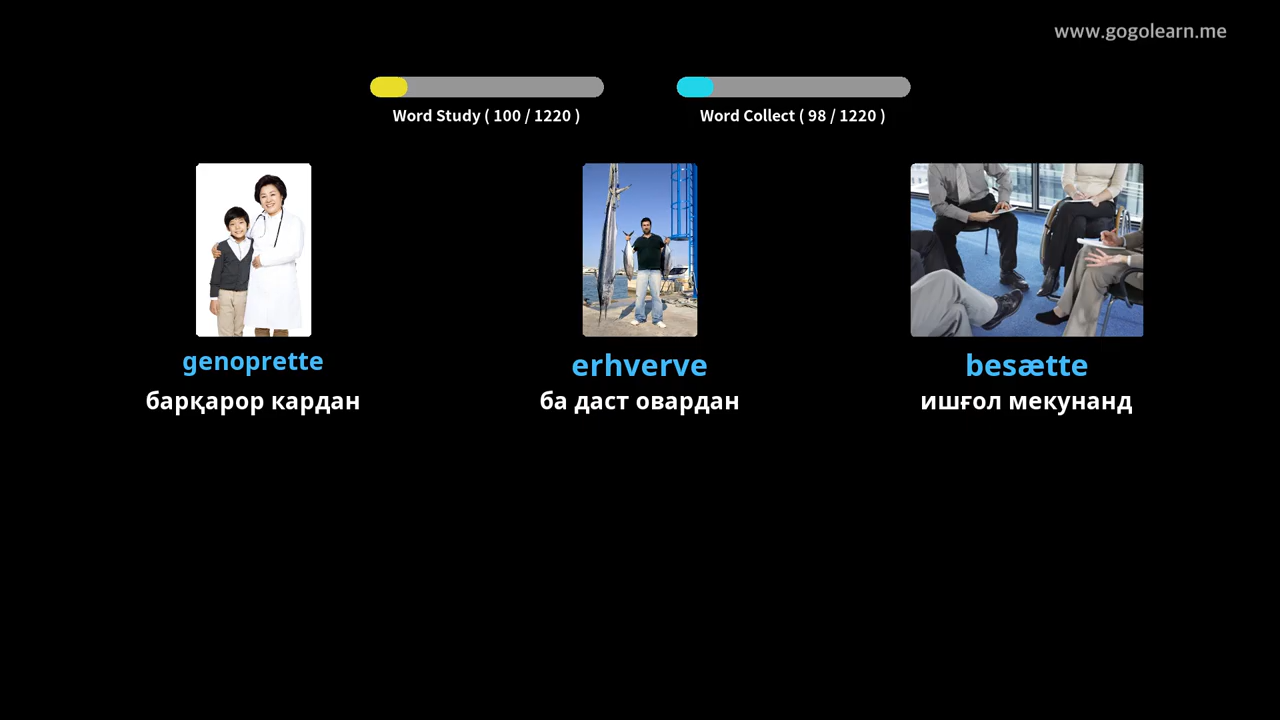 www.gogolearn.me
Word Study ( 100 / 1220 )
Word Collect ( 98 / 1220 )
genoprette
erhverve
besætte
барқарор кардан
ба даст овардан
ишғол мекунанд